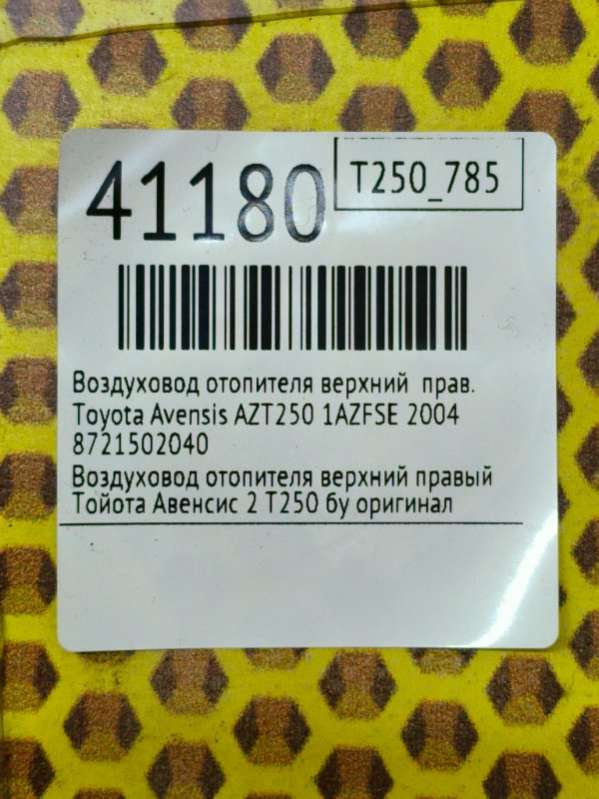 41180
T250_785
Воздуховод отопителя верхний прав.
Toyota Avensis AZT250 1AZFSE 2004
8721502040
Воздуховод отопителя верхний правый
Тойота Авенсис 2 Т250 бу оригинал